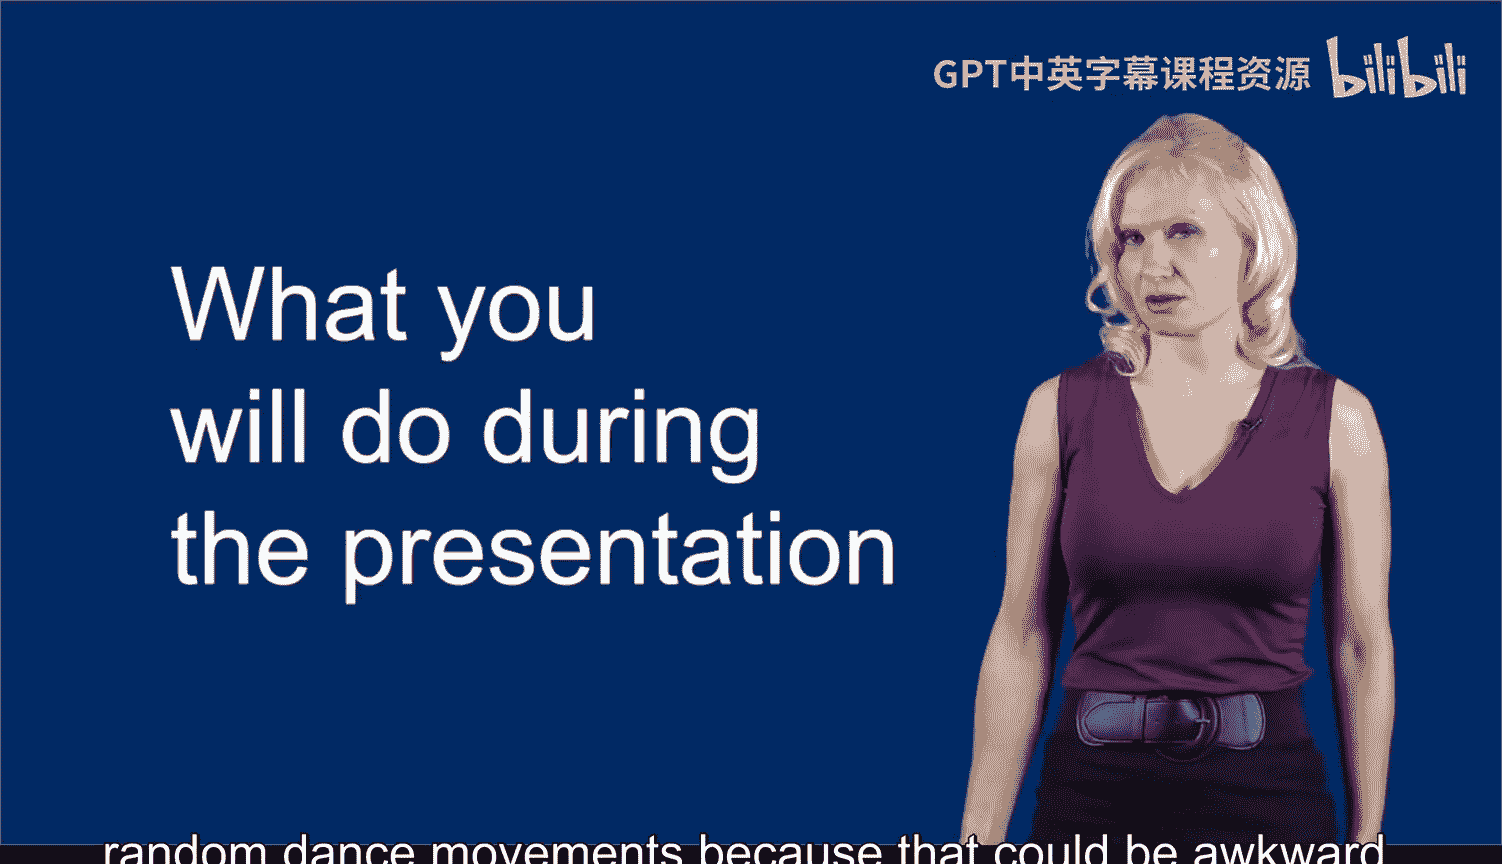 GPT中英字幕课程资源 bilibili
What you
will do during
the presentation
random dance movements because that could be awkward